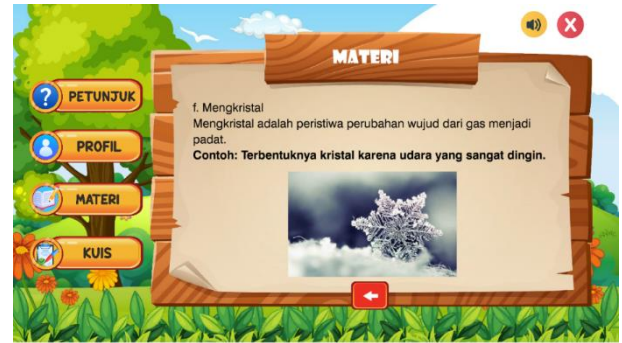 MATERI
PETUNJUK
PROFIL
MATERI
KUIS
f. Mengkristal
Mengkristal adalah peristiwa perubahan wujud dari gas menjadi
padat.
Contoh: Terbentuknya kristal karena udara yang sangat dingin.